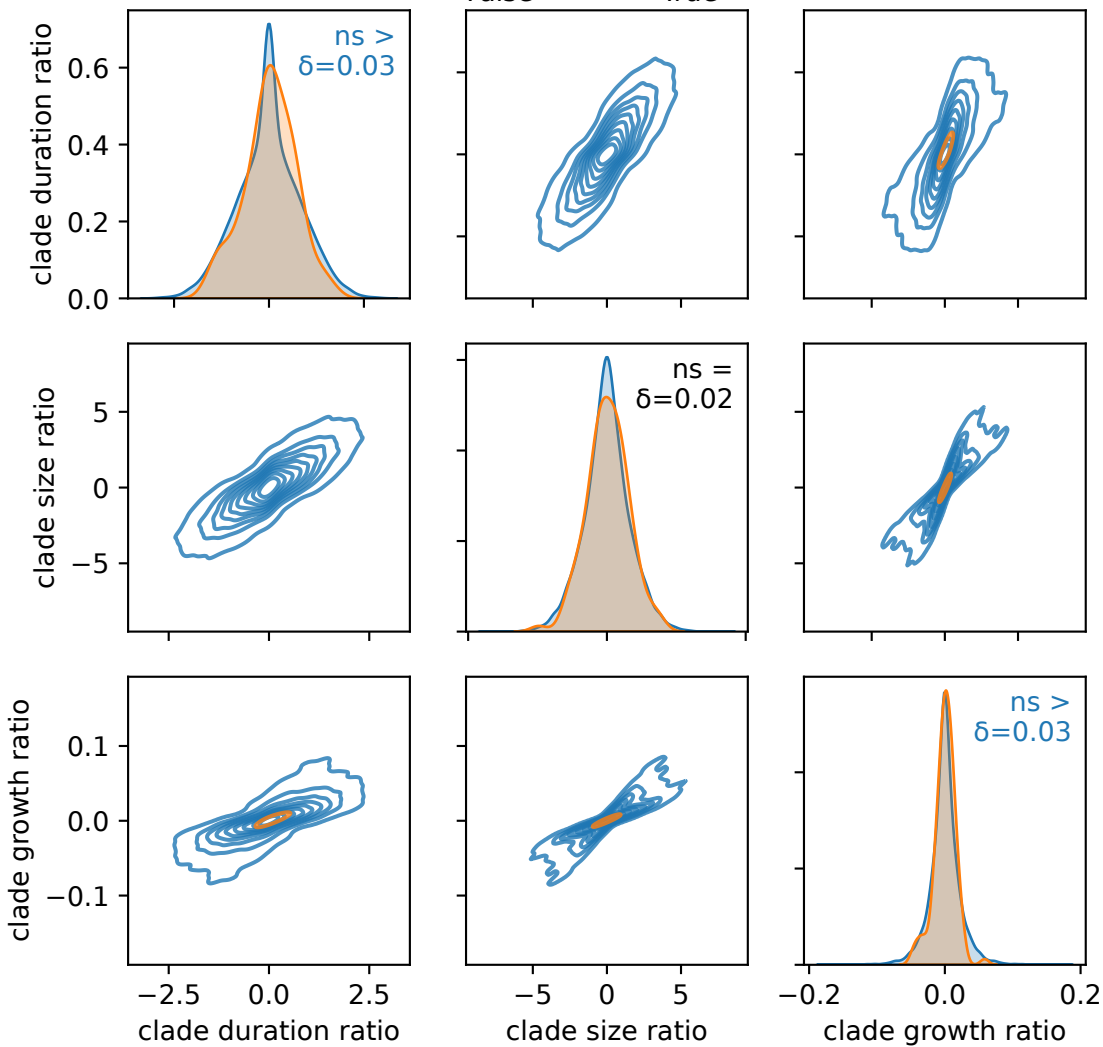 clade duration ratio
0.6
0.4
0.2
0.0
ns >
δ=0.03
−5
0
5
clade size ratio
5
0
−5
ns =
δ=0.02
clade growth ratio
0.1
0.0
−0.1
ns >
δ=0.03
−2.5
0.0
2.5
−5
0
5
−0.2
0.0
0.2
clade duration ratio
clade size ratio
clade growth ratio